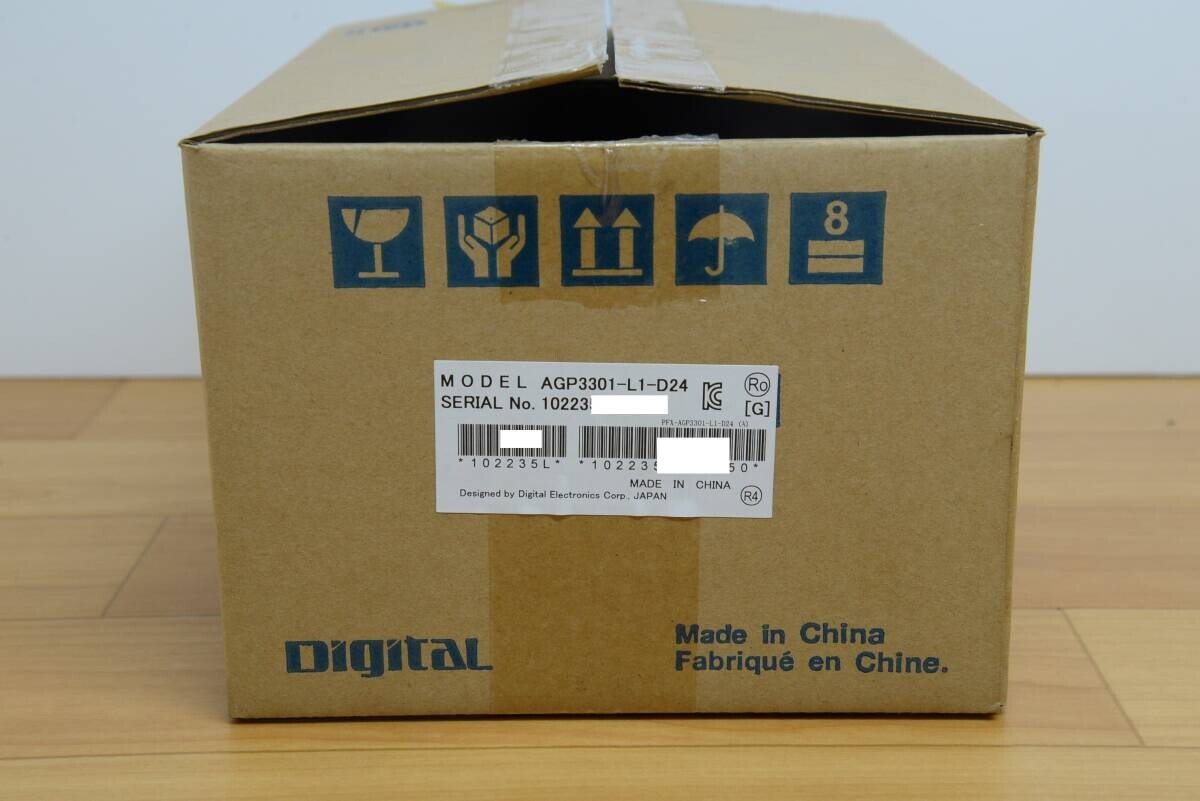 8
MODEL AGP3301-L1-D24
Ro
SERIAL No. 10223
[G]
PFX-AGP3301-L1-D24 (A)
*102235L* *102235 50*
MADE IN CHINA
Designed by Digital Electronics Corp., JAPAN R4
Digital
Made in China
Fabriqué en Chine.